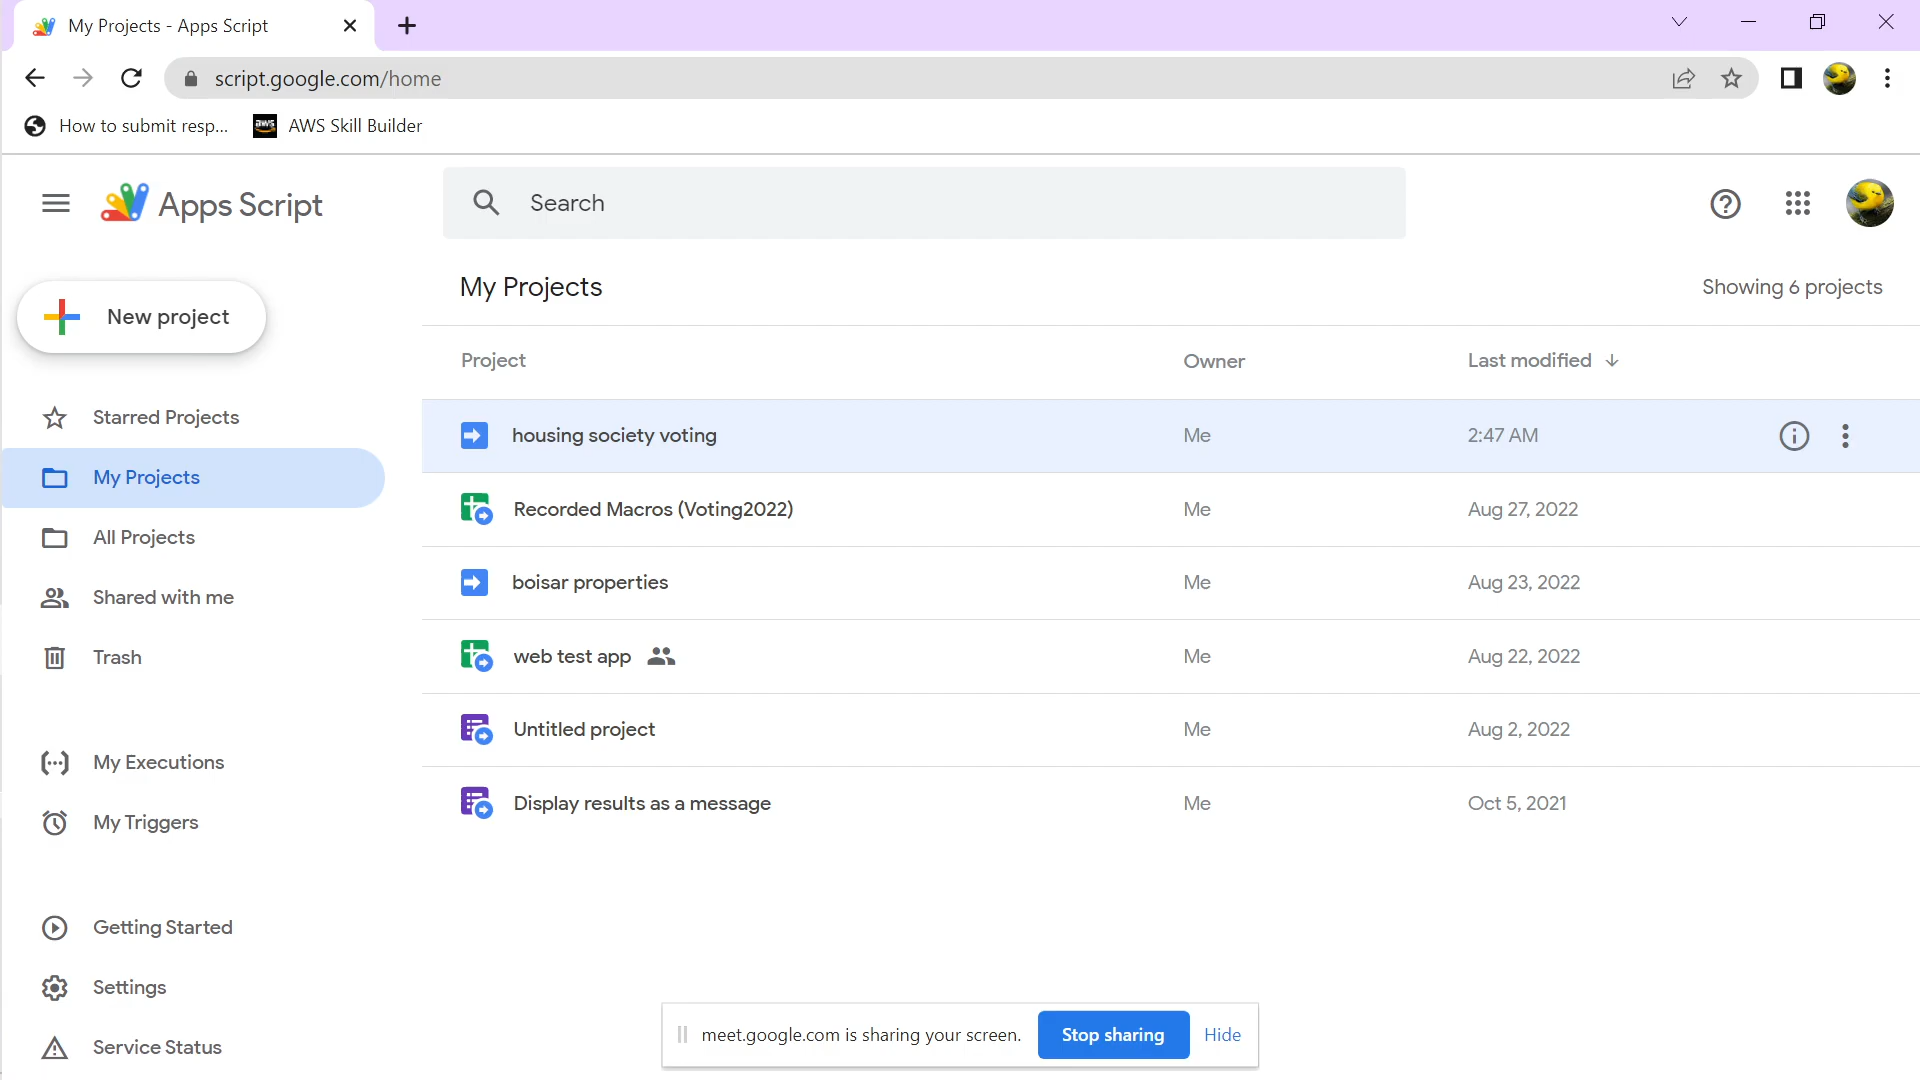 My Projects - Apps Script
script.google.com/home
How to submit resp...
aws
AWS Skill Builder
Apps Script
Search
New project
My Projects
Showing 6 projects
Project Owner Last modified
housing society voting Me 2:47 AM
Recorded Macros (Voting2022) Me Aug 27, 2022
boisar properties Me Aug 23, 2022
web test app Me Aug 22, 2022
Untitled project Me Aug 2, 2022
Display results as a message Me Oct 5, 2021
Starred Projects
My Projects
All Projects
Shared with me
Trash
My Executions
My Triggers
Getting Started
Settings
Service Status
meet.google.com is sharing your screen. Stop sharing Hide